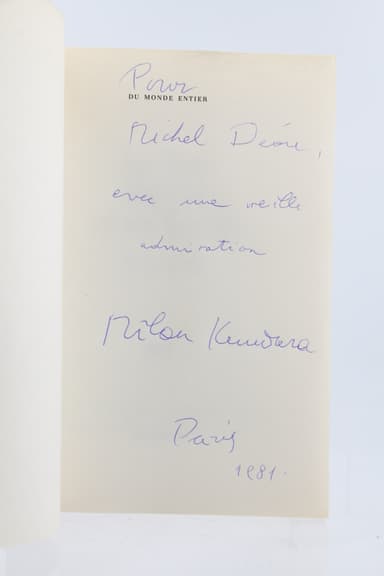 Pour
DU MONDE ENTIER
Michel Déon,
avec une vieille
admiration
Milan Kundera
Paris
1981.